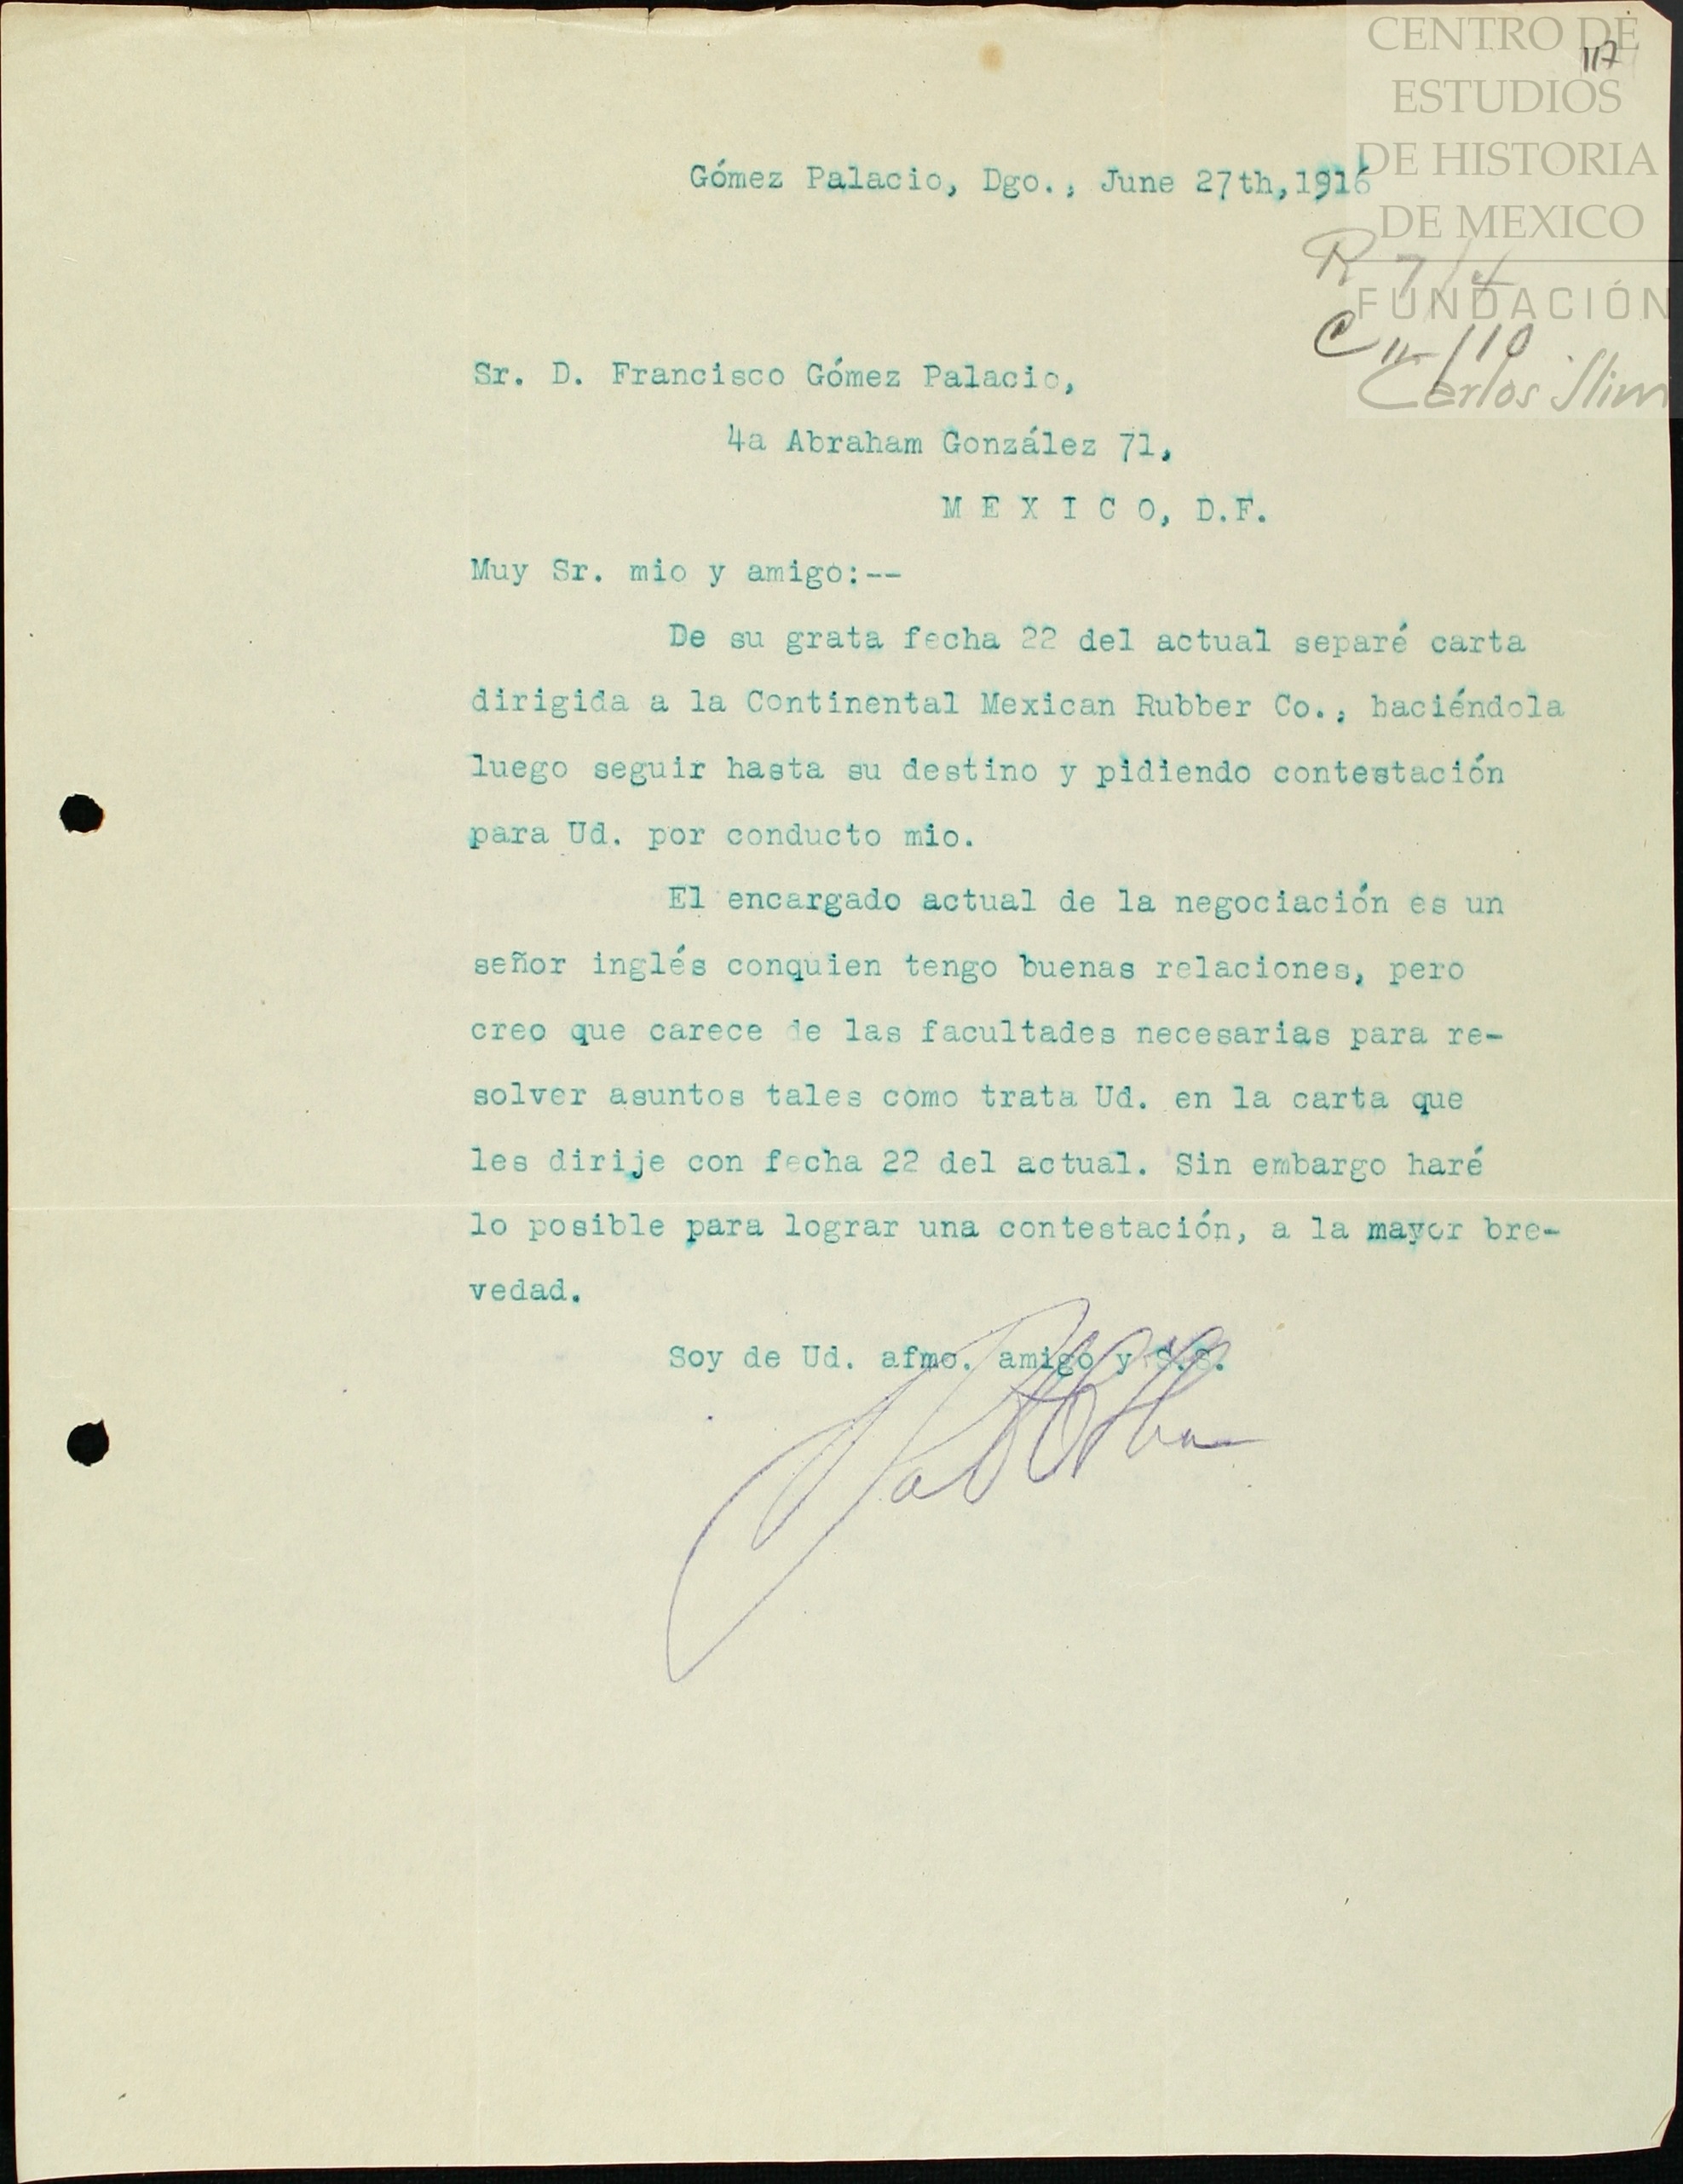 CENTRO DE
117
ESTUDIOS
DE HISTORIA
DE MEXICO
FUNDACIÓN
Carlos Slim
Gómez Palacio, Dgo., June 27th,1916
R 7/4
C 11/10
Sr. D. Francisco Gómez Palacio,
4a Abraham González 71,
M E X I C O, D.F.
Muy Sr. mio y amigo:--
De su grata fecha 22 del actual separé carta
dirigida a la Continental Mexican Rubber Co., haciéndola
luego seguir hasta su destino y pidiendo contestación
para Ud. por conducto mio.
El encargado actual de la negociación es un
señor inglés conquien tengo buenas relaciones, pero
creo que carece de las facultades necesarias para re-
solver asuntos tales como trata Ud. en la carta que
les dirije con fecha 22 del actual. Sin embargo haré
lo posible para lograr una contestación, a la mayor bre-
vedad.
Soy de Ud. afmo. amigo y S.S.